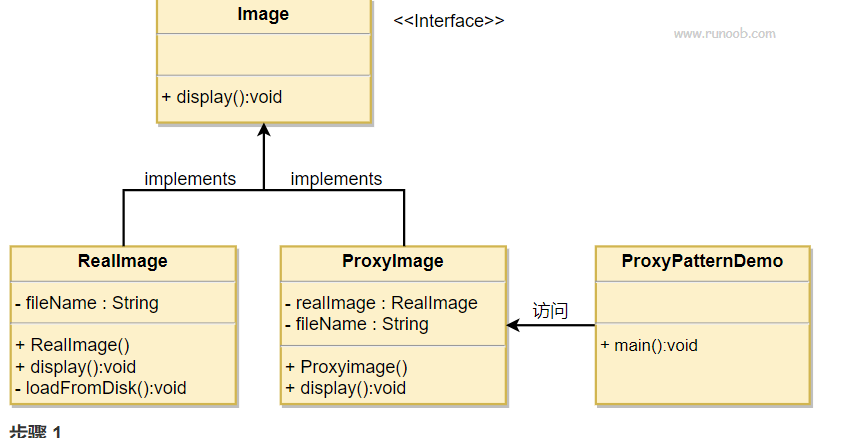 Image
<<Interface>>
www.runoob.com
+ display():void
implements
implements
RealImage
- fileName : String
+ RealImage()
+ display():void
- loadFromDisk():void
ProxyImage
- realImage : RealImage
- fileName : String
+ Proxyimage()
+ display():void
访问
ProxyPatternDemo
+ main():void
步骤 1